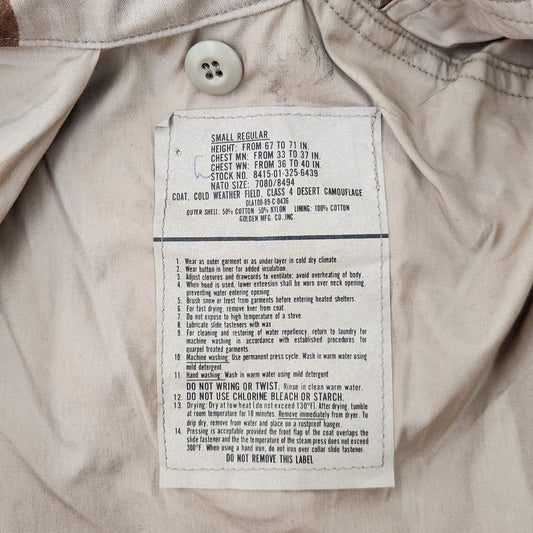 SMALL REGULAR
HEIGHT: FROM 67 TO 71 IN.
CHEST MN: FROM 33 TO 37 IN.
CHEST WN: FROM 36 TO 40 IN.
STOCK NO. 8415-01-325-6439
NATO SIZE: 7080/8494
COAT, COLD WEATHER FIELD, CLASS 4 DESERT CAMOUFLAGE
DLA100-89-C-0436
OUTER SHELL: 50% COTTON 50% NYLON LINING: 100% COTTON
GOLDEN MFG. CO.,INC
1. Wear as outer garment or as under-layer in cold dry climate.
2. Wear button-in liner for added insulation.
3. Adjust closures and drawcords to ventilate; avoid overheating of body.
4. When hood is used, lower extension shall be worn over neck opening,
preventing water entering opening.
5. Brush snow or frost from garments before entering heated shelters.
6. For fast drying, remove liner from coat.
7. Do not expose to high temperature of a stove.
8. Lubricate slide fasteners with wax.
9. For cleaning and restoring of water repellency, return to laundry for
machine washing in accordance with established procedures for
quarpel treated garments.
10. Machine washing: Use permanent press cycle. Wash in warm water using
mild detergent.
11. Hand washing: Wash in warm water using mild detergent.
DO NOT WRING OR TWIST. Rinse in clean warm water.
12. DO NOT USE CHLORINE BLEACH OR STARCH.
13. Drying: Dry at low heat (do not exceed 130°F). After drying, tumble
at room temperature for 10 minutes. Remove immediately from dryer. To
drip dry, remove from water and place on a rustproof hanger.
14. Pressing is acceptable provided the front flap of the coat overlaps the
slide fastener and the the temperature of the steam press does not exceed
300°F. When using a hand iron, do not iron over collar slide fastener.
DO NOT REMOVE THIS LABEL